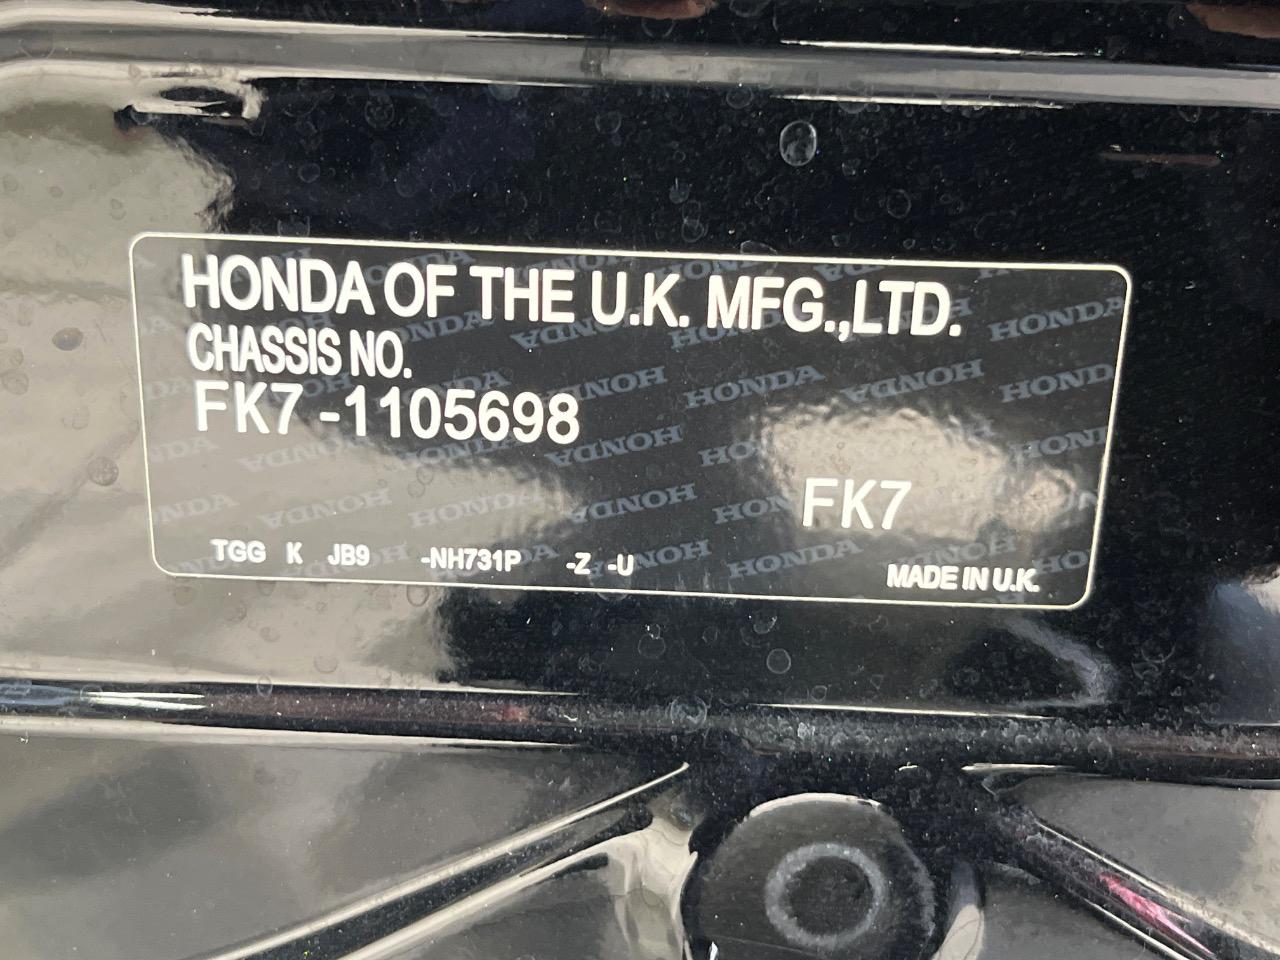 HONDA OF THE U.K. MFG.,LTD.
CHASSIS NO.
FK7-1105698
FK7
TGG K JB9 -NH731P -Z -U
MADE IN U.K.